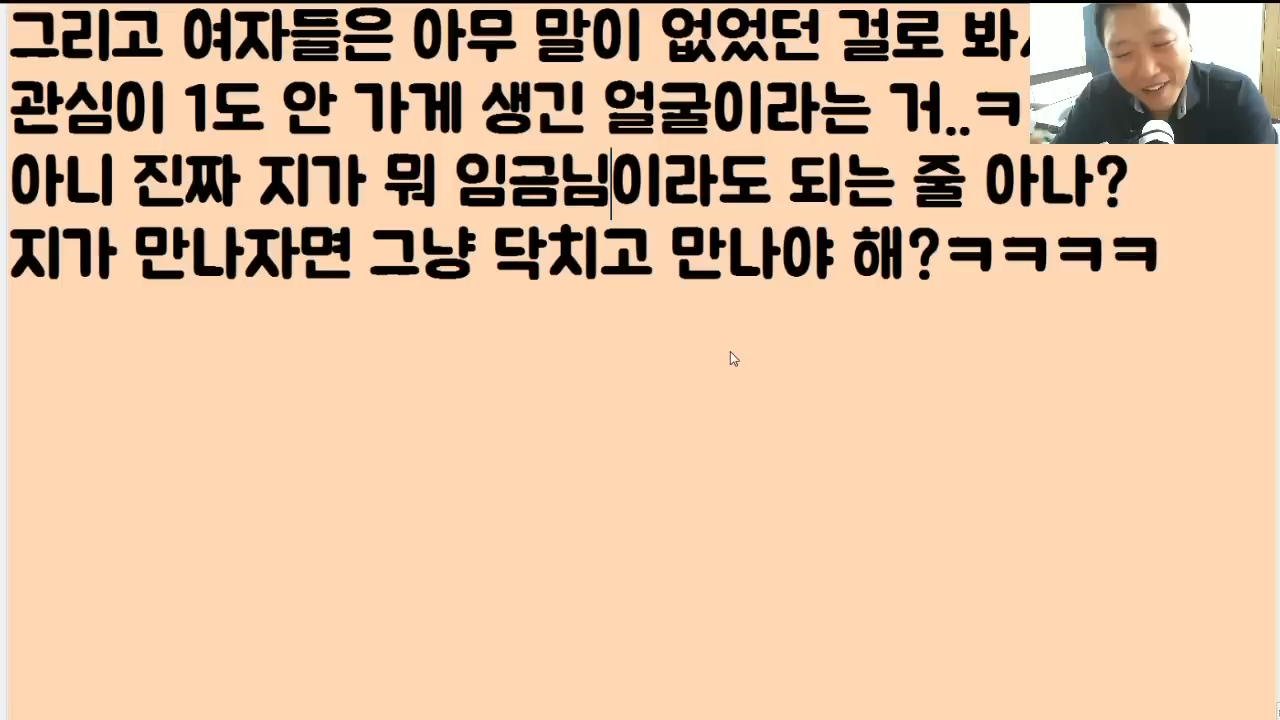 그리고 여자들은 아무 말이 없었던 걸로 봐
관심이 1도 안 가게 생긴 얼굴이라는 거..ㅋ
아니 진짜 지가 뭐 임금님이라도 되는 줄 아나?
지가 만나자면 그냥 닥치고 만나야 해?ㅋㅋㅋㅋ